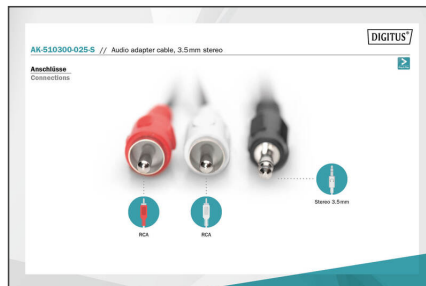 DIGITUS®
AK-510300-025-S // Audio adapter cable, 3.5mm stereo
Anschlüsse
Connections
Stereo 3.5mm
RCA
RCA